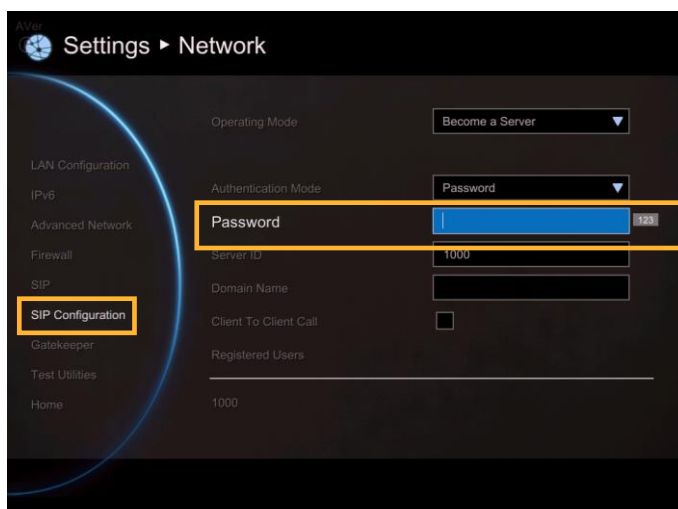 AVer
Settings ► Network
Operating Mode
Become a Server ▼
LAN Configuration
IPv6
Authentication Mode
Password ▼
Advanced Network
Password
123
Firewall
Server ID
1000
SIP
Domain Name
SIP Configuration
Client To Client Call
Gatekeeper
Registered Users
Test Utilities
Home
1000